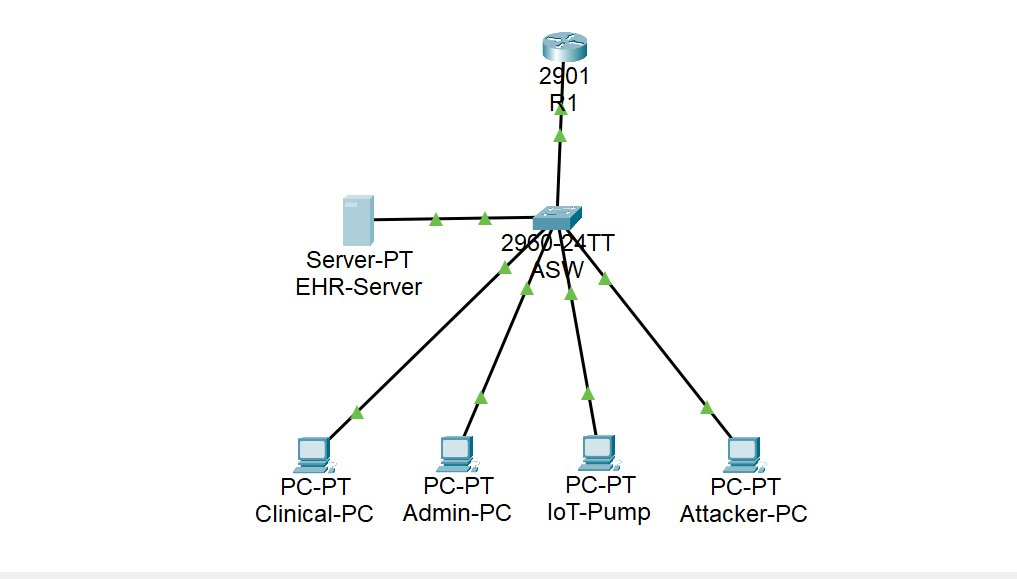 2901
R1
2960-24TT
ASW
Server-PT
EHR-Server
PC-PT
Clinical-PC
PC-PT
Admin-PC
PC-PT
IoT-Pump
PC-PT
Attacker-PC